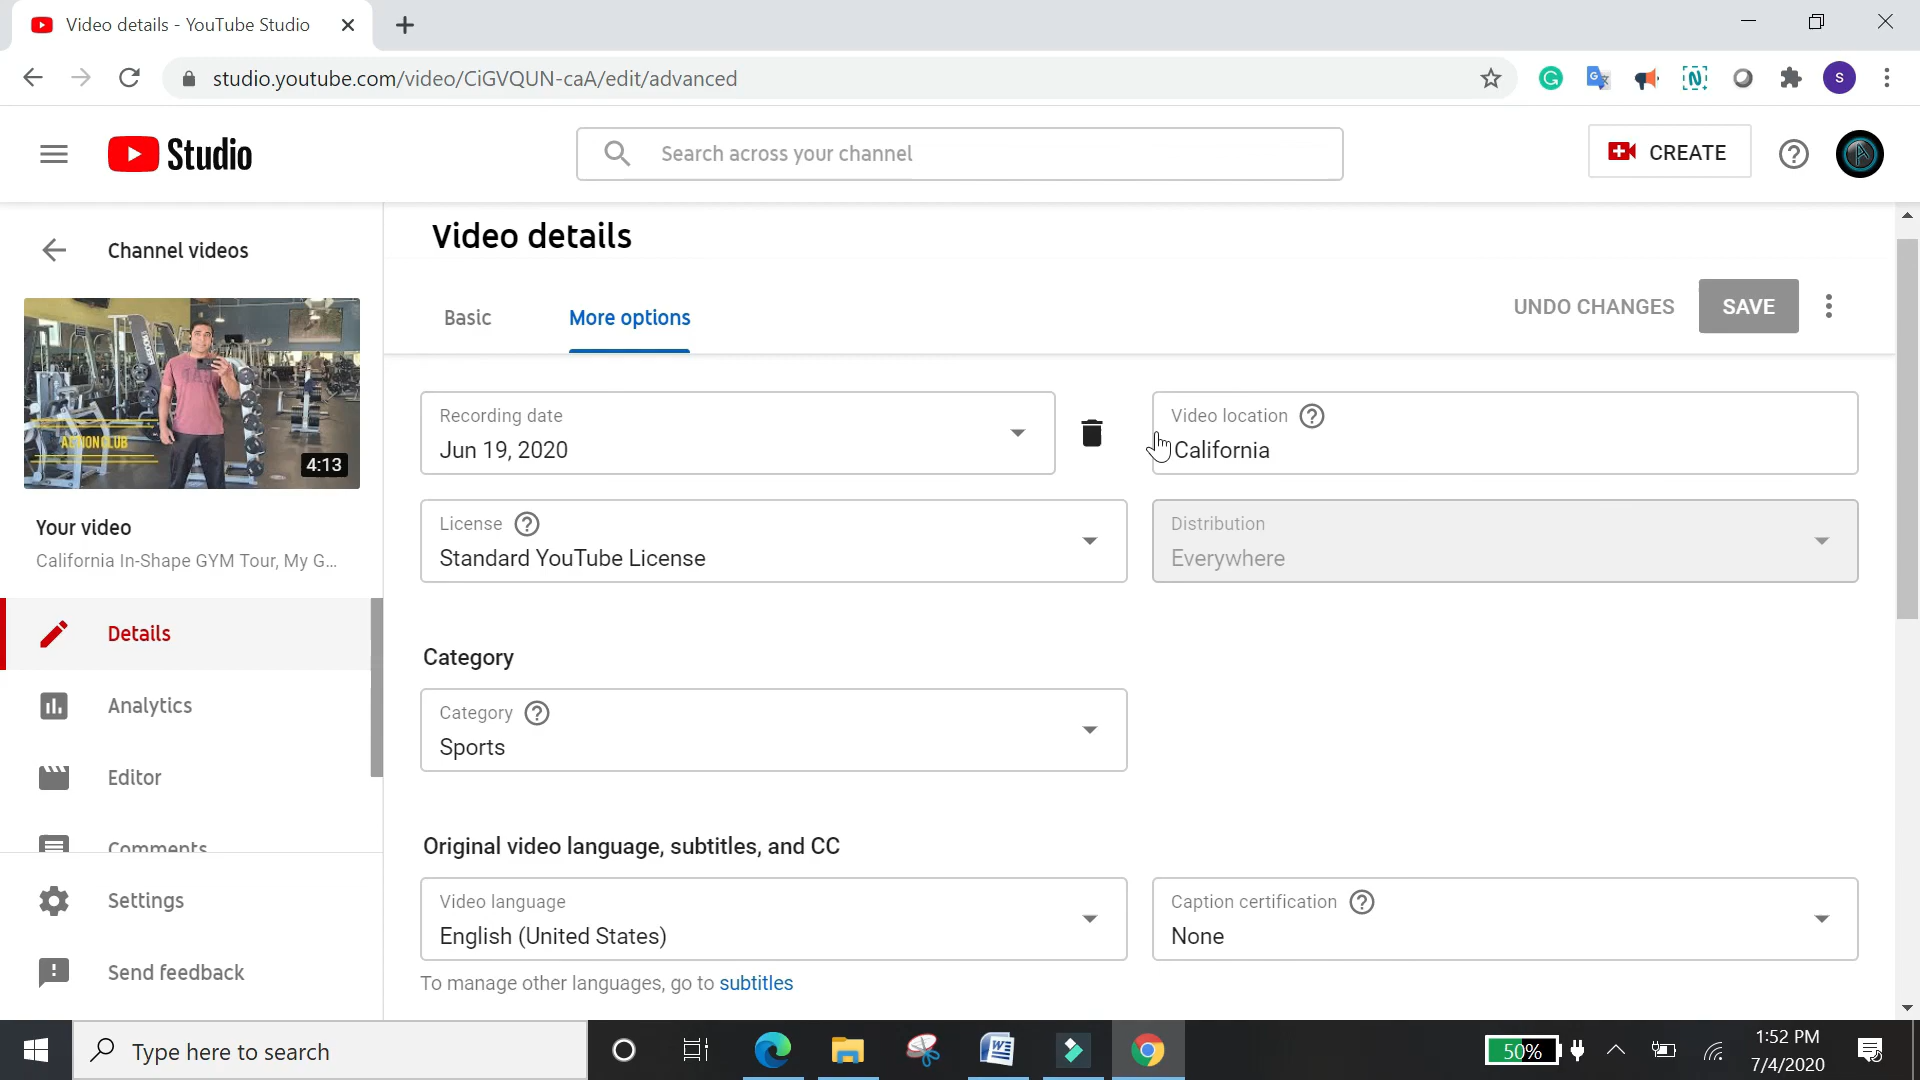 Video details - YouTube Studio
studio.youtube.com/video/CiGVQUN-caA/edit/advanced
S
Studio
Search across your channel
CREATE
Channel videos
Video details
Basic
More options
UNDO CHANGES
SAVE
ACTION CLUB
4:13
Your video
California In-Shape GYM Tour, My G...
Details
Analytics
Editor
Comments
Settings
Send feedback
Recording date
Jun 19, 2020
Video location
California
License
Standard YouTube License
Distribution
Everywhere
Category
Category
Sports
Original video language, subtitles, and CC
Video language
English (United States)
Caption certification
None
To manage other languages, go to subtitles
Type here to search
50%
1:52 PM
7/4/2020